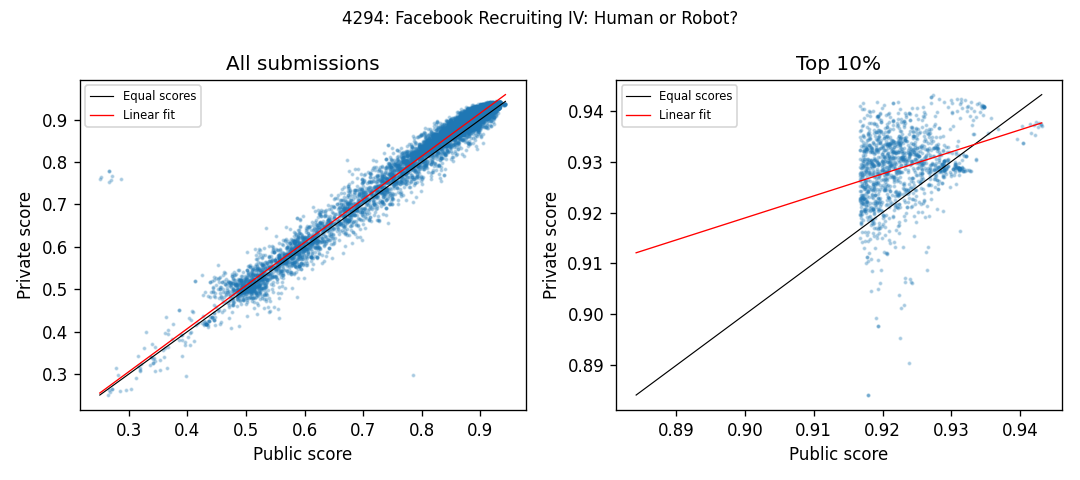 4294: Facebook Recruiting IV: Human or Robot?
All submissions
Equal scores
Linear fit
0.9
0.8
0.7
0.6
0.5
0.4
0.3
Private score
0.3 0.4 0.5 0.6 0.7 0.8 0.9
Public score
Top 10%
Equal scores
Linear fit
0.94
0.93
0.92
0.91
0.90
0.89
Private score
0.89 0.90 0.91 0.92 0.93 0.94
Public score